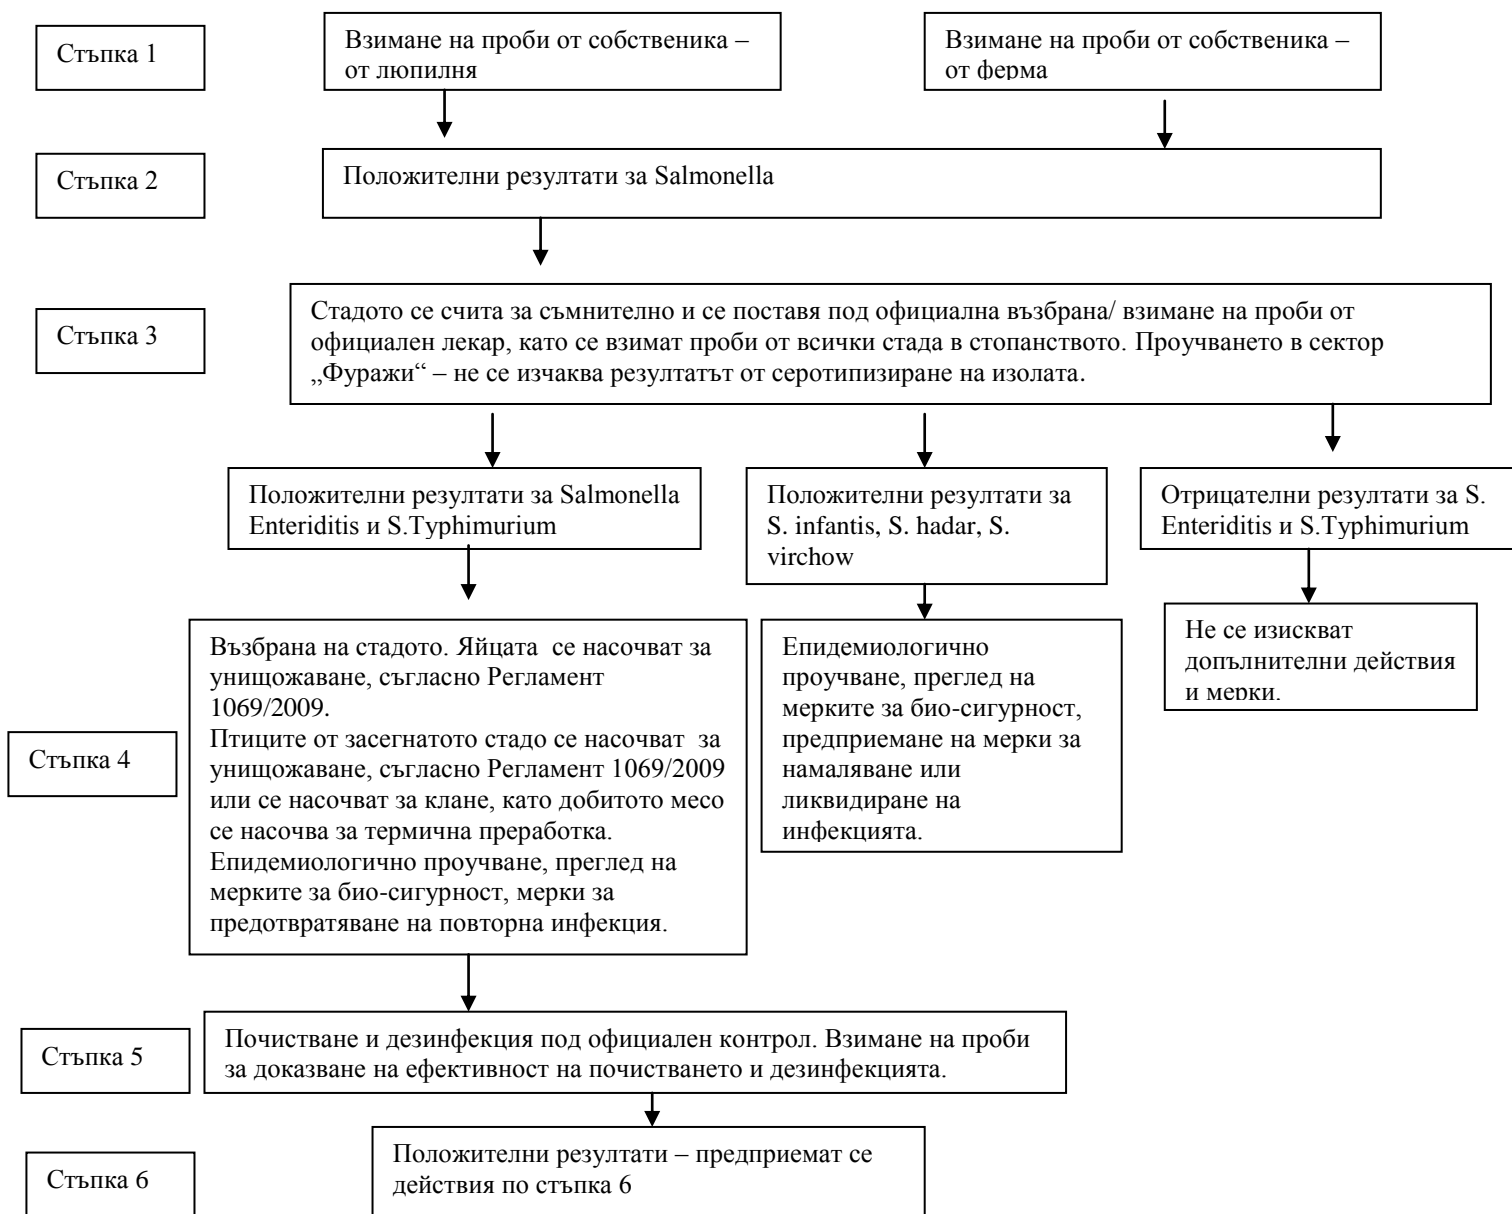 Стъпка 1
Взимане на проби от собственика –
от люпилня
Взимане на проби от собственика –
от ферма
Стъпка 2
Положителни резултати за Salmonella
Стъпка 3
Стадото се счита за съмнително и се поставя под официална възбрана/ взимане на проби от
официален лекар, като се взимат проби от всички стада в стопанството. Проучването в сектор
„Фуражи“ – не се изчаква резултатът от серотипизиране на изолата.
Положителни резултати за Salmonella
Enteriditis и S.Typhimurium
Положителни резултати за
S. infantis, S. hadar, S.
virchow
Отрицателни резултати за S.
Enteriditis и S.Typhimurium
Стъпка 4
Възбрана на стадото. Яйцата се насочват за
унищожаване, съгласно Регламент
1069/2009.
Птиците от засегнатото стадо се насочват за
унищожаване, съгласно Регламент 1069/2009
или се насочват за клане, като добитото месо
се насочва за термична преработка.
Епидемиологично проучване, преглед на
мерките за био-сигурност, мерки за
предотвратяване на повторна инфекция.
Епидемиологично
проучване, преглед на
мерките за био-сигурност,
предприемане на мерки за
намаляване или
ликвидиране на
инфекцията.
Не се изискват
допълнителни действия
и мерки.
Стъпка 5
Почистване и дезинфекция под официален контрол. Взимане на проби
за доказване на ефективност на почистването и дезинфекцията.
Стъпка 6
Положителни резултати – предприемат се
действия по стъпка 6